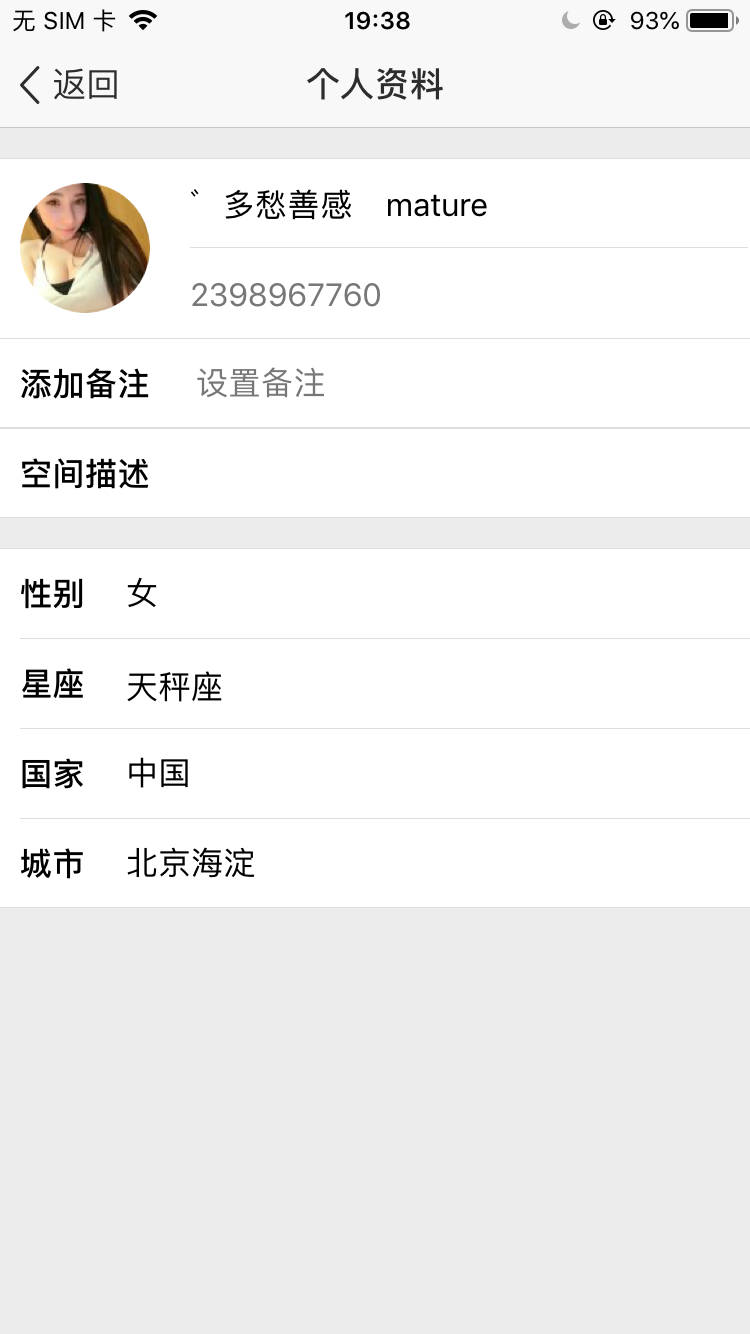 无 SIM 卡 19:38 93%
返回 个人资料
〝 多愁善感 mature
2398967760
添加备注 设置备注
空间描述
性别 女
星座 天秤座
国家 中国
城市 北京海淀